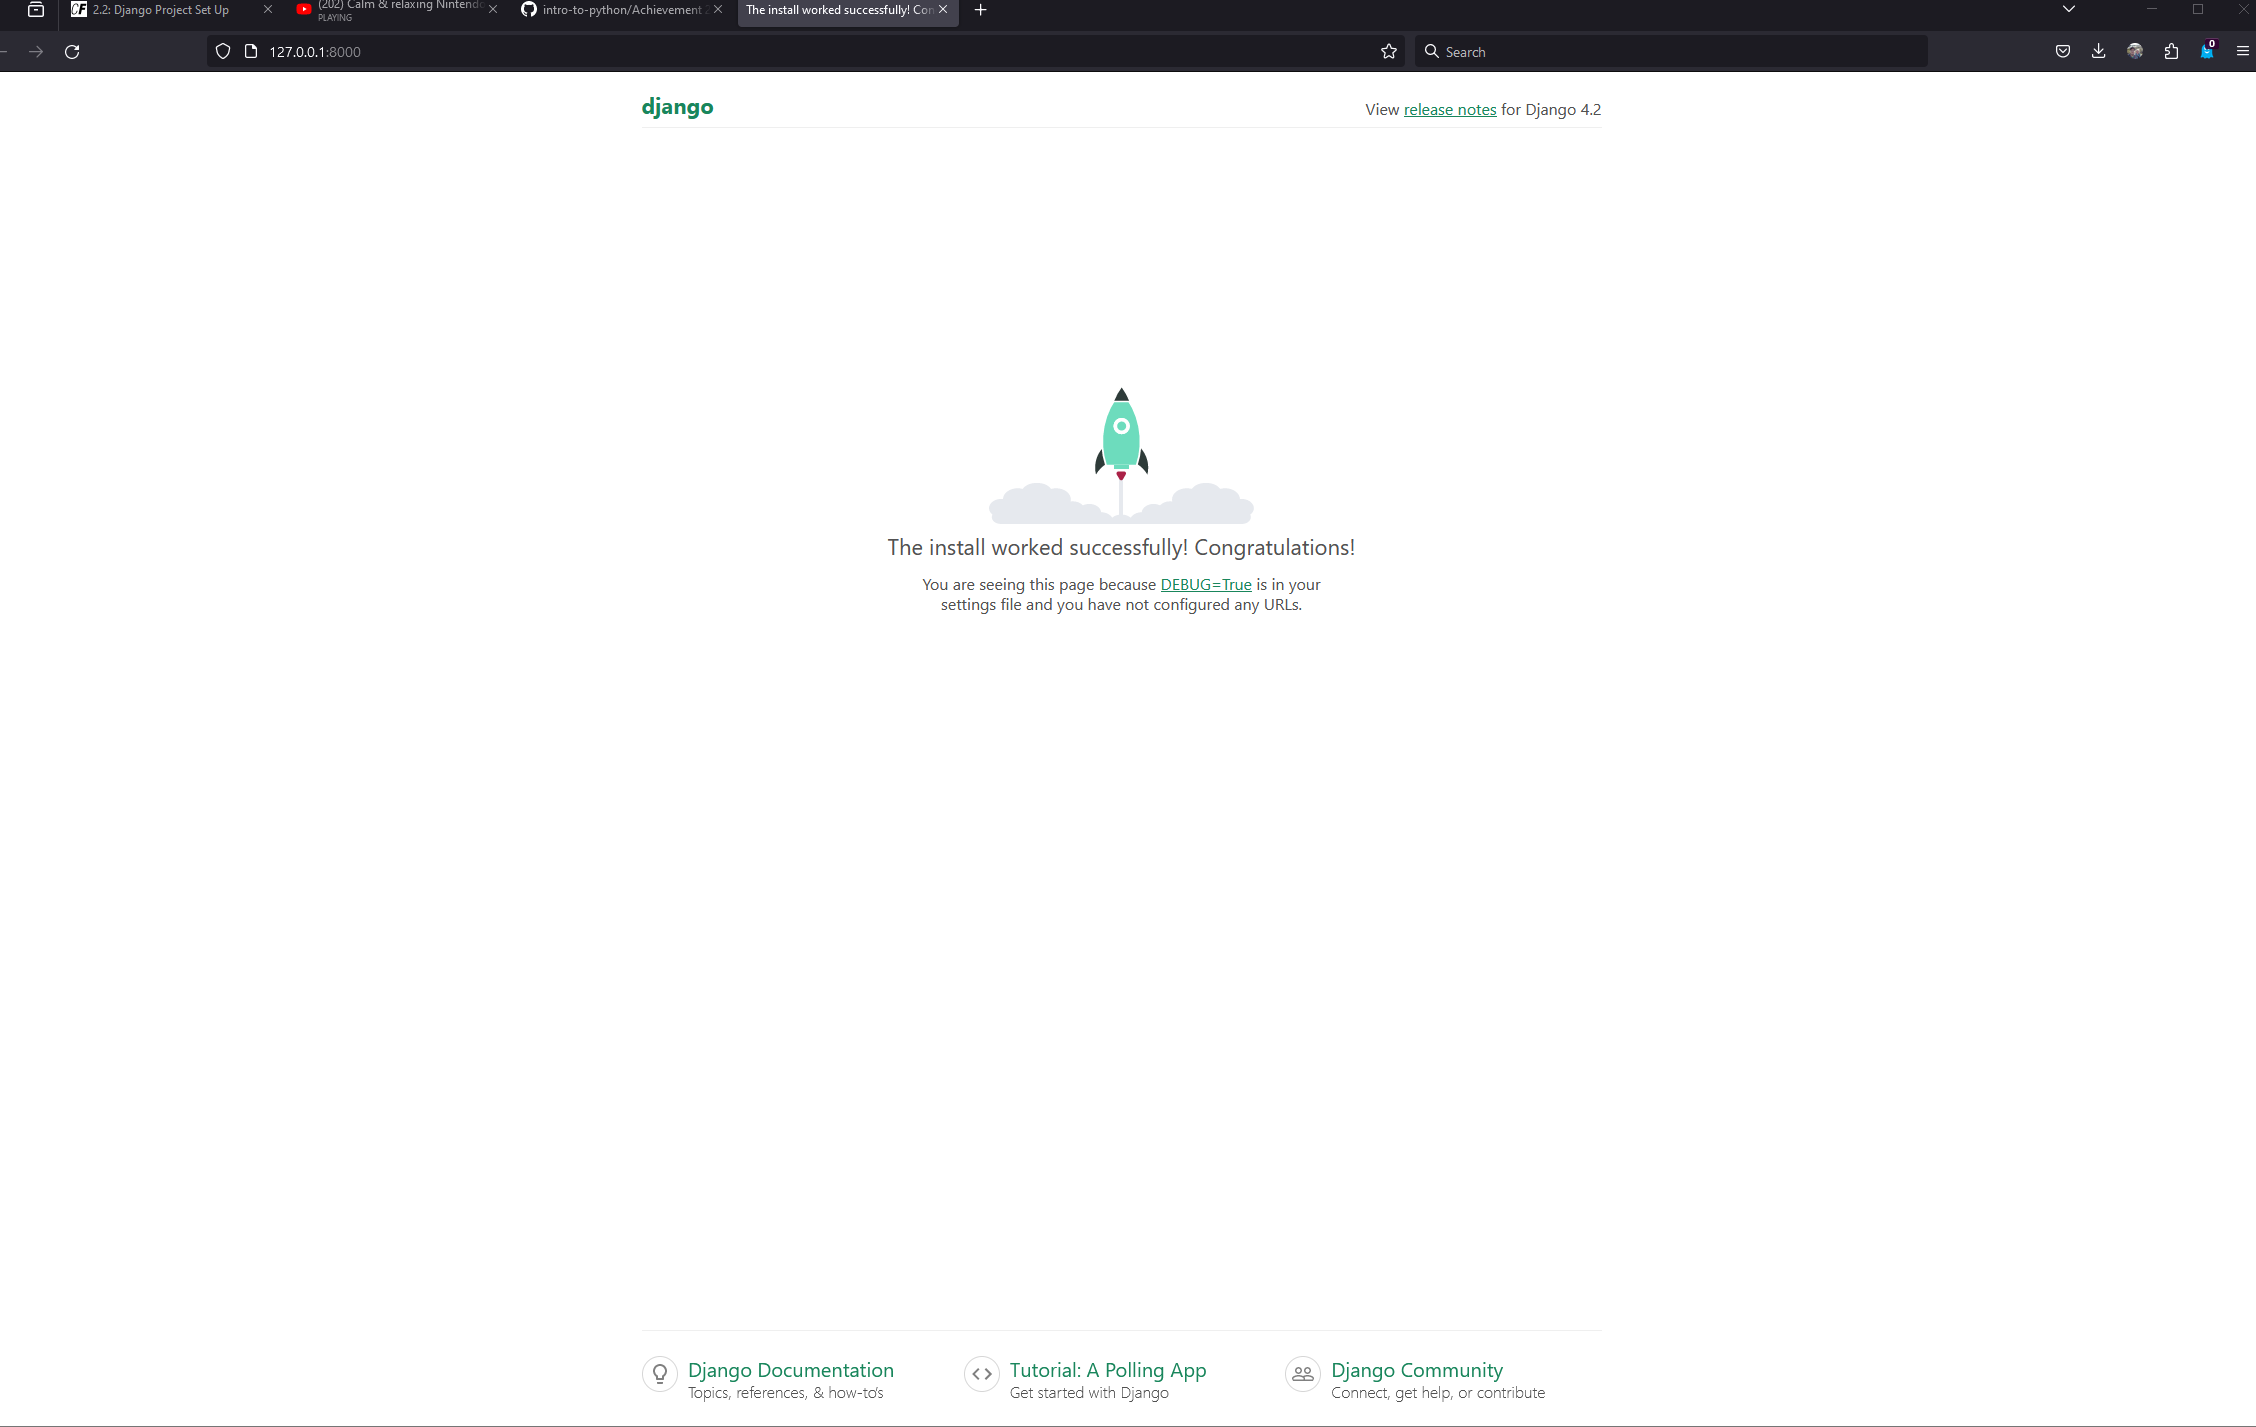 2.2: Django Project Set Up
(202) Calm & relaxing Nintendo
PLAYING
intro-to-python/Achievement 2
The install worked successfully! Con
127.0.0.1:8000
Search
0
django
View release notes for Django 4.2
The install worked successfully! Congratulations!
You are seeing this page because DEBUG=True is in your
settings file and you have not configured any URLs.
Django Documentation
Topics, references, & how-to's
Tutorial: A Polling App
Get started with Django
Django Community
Connect, get help, or contribute